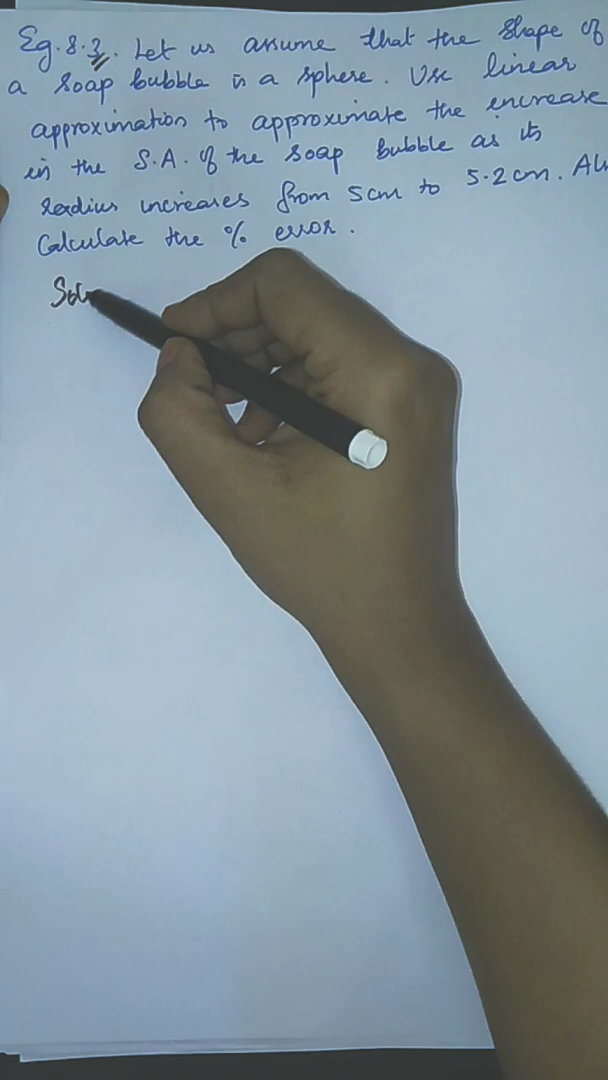 Eg.8.3. Let us assume that the shape of
a soap bubble is a sphere. Use linear
approximation to approximate the increase
in the S.A. of the soap bubble as its
radius increases from 5cm to 5.2cm. Als
Calculate the % error.
Sol